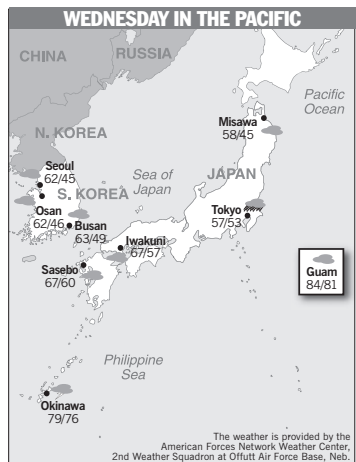 WEDNESDAY IN THE PACIFIC
CHINA
RUSSIA
Pacific
Ocean
Misawa
58/45
N. KOREA
Seoul
62/45
Sea of
Japan
JAPAN
S. KOREA
Osan
62/46
Busan
63/49
Tokyo
57/53
Iwakuni
67/57
Sasebo
67/60
Guam
84/81
Philippine
Sea
Okinawa
79/76
The weather is provided by the
American Forces Network Weather Center,
2nd Weather Squadron at Offutt Air Force Base, Neb.